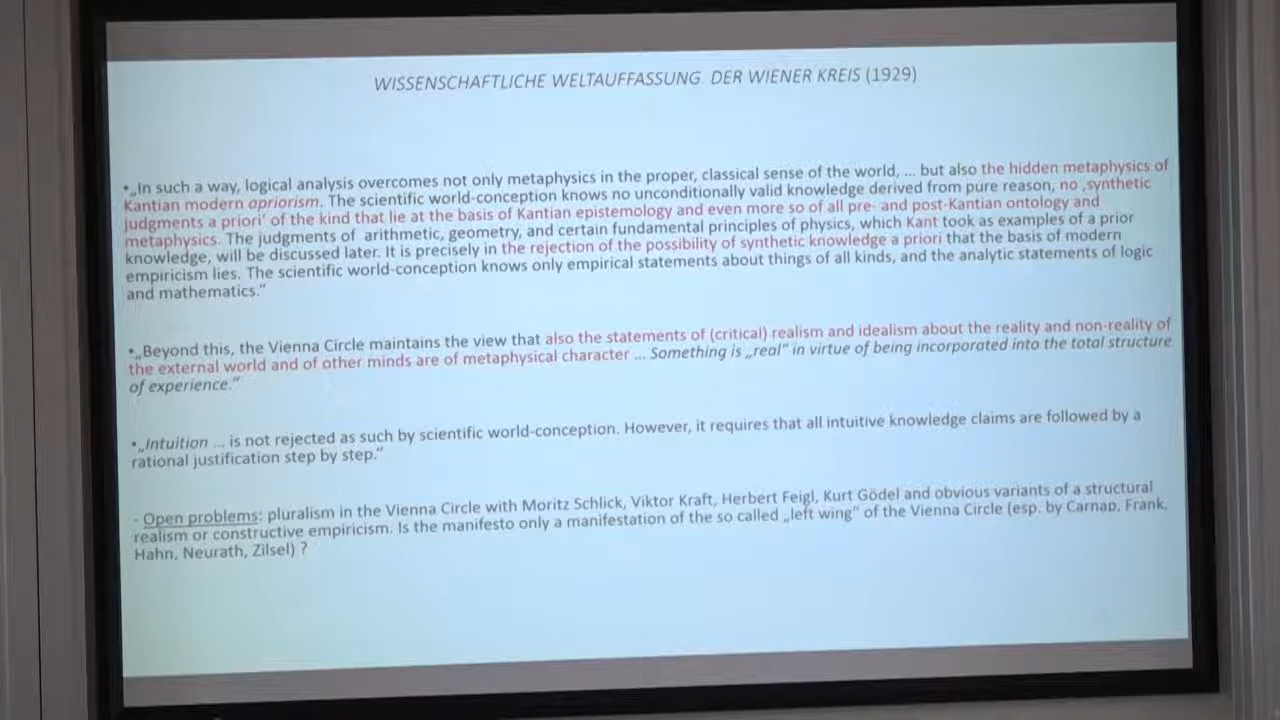 WISSENSCHAFTLICHE WELTAUFFASSUNG DER WIENER KREIS (1929)
•„In such a way, logical analysis overcomes not only metaphysics in the proper, classical sense of the world, ... but also the hidden metaphysics of
Kantian modern apriorism. The scientific world-conception knows no unconditionally valid knowledge derived from pure reason, no ‚synthetic
judgments a priori' of the kind that lie at the basis of Kantian epistemology and even more so of all pre- and post-Kantian ontology and
metaphysics. The judgments of arithmetic, geometry, and certain fundamental principles of physics, which Kant took as examples of a prior
knowledge, will be discussed later. It is precisely in the rejection of the possibility of synthetic knowledge a priori that the basis of modern
empiricism lies. The scientific world-conception knows only empirical statements about things of all kinds, and the analytic statements of logic
and mathematics.“
•„Beyond this, the Vienna Circle maintains the view that also the statements of (critical) realism and idealism about the reality and non-reality of
the external world and of other minds are of metaphysical character ... Something is „real“ in virtue of being incorporated into the total structure
of experience.“
•„Intuition ... is not rejected as such by scientific world-conception. However, it requires that all intuitive knowledge claims are followed by a
rational justification step by step.“
- Open problems: pluralism in the Vienna Circle with Moritz Schlick, Viktor Kraft, Herbert Feigl, Kurt Gödel and obvious variants of a structural
realism or constructive empiricism. Is the manifesto only a manifestation of the so called „left wing“ of the Vienna Circle (esp. by Carnap, Frank,
Hahn, Neurath, Zilsel) ?